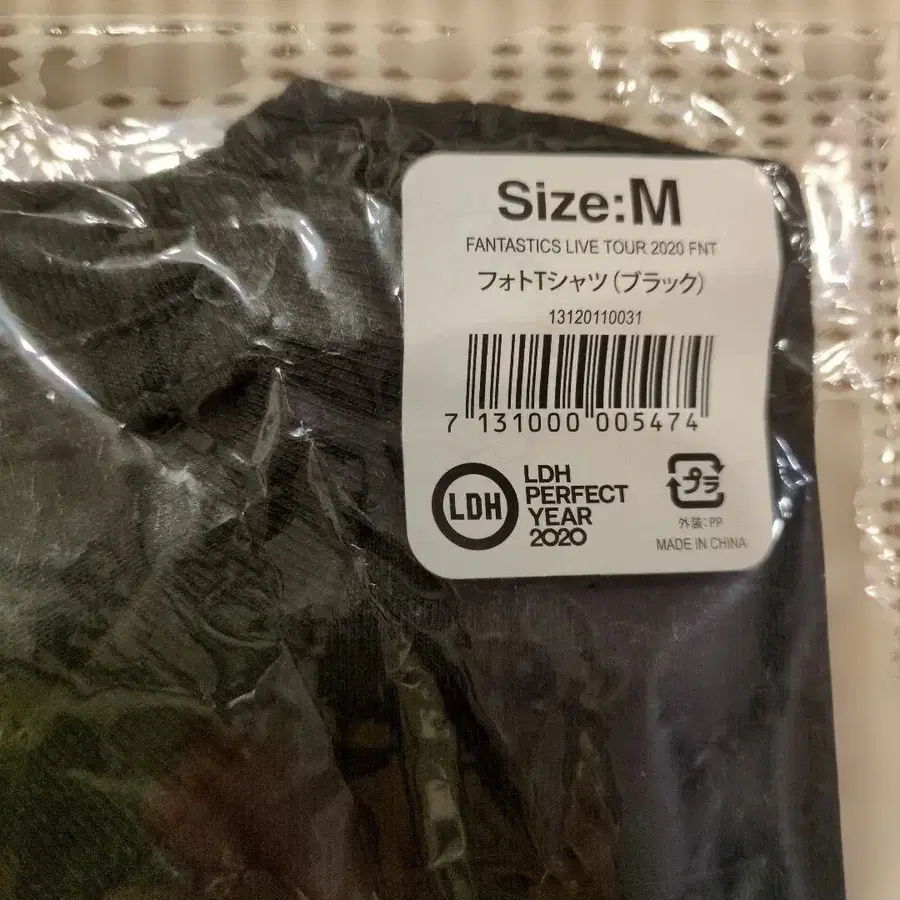 Size:M
FANTASTICS LIVE TOUR 2020 FNT
フォトTシャツ(ブラック)
13120110031
7 131000 005474
LDH
LDH
PERFECT
YEAR
2020
プラ
外装:PP
MADE IN CHINA